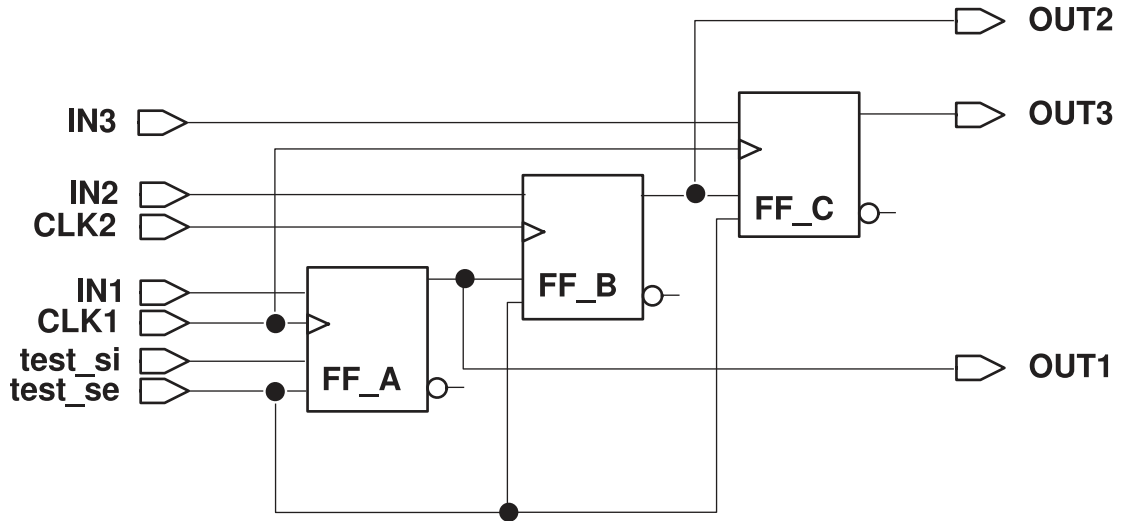 OUT2
IN3
OUT3
IN2
CLK2
FF_C
IN1
FF_B
CLK1
test_si
OUT1
test_se
FF_A